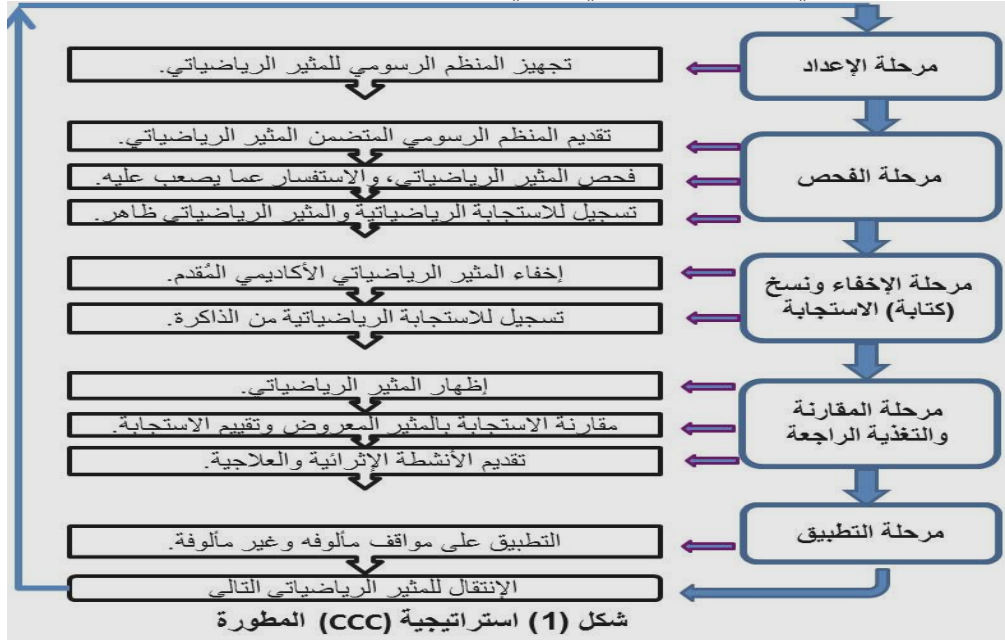 مرحلة الإعداد
تجهيز المنظم الرسومي للمثير الرياضياتي.
مرحلة الفحص
تقديم المنظم الرسومي المتضمن المثير الرياضياتي.
فحص المثير الرياضياتي، والاستفسار عما يصعب عليه.
تسجيل للاستجابة الرياضياتية والمثير الرياضياتي ظاهر.
مرحلة الإخفاء ونسخ
(كتابة) الاستجابة
إخفاء المثير الرياضياتي الأكاديمي المُقدم.
تسجيل للاستجابة الرياضياتية من الذاكرة.
مرحلة المقارنة
والتغذية الراجعة
إظهار المثير الرياضياتي.
مقارنة الاستجابة بالمثير المعروض وتقييم الاستجابة.
تقديم الأنشطة الإثرائية والعلاجية.
مرحلة التطبيق
التطبيق على مواقف مألوفه وغير مألوفة.
الإنتقال للمثير الرياضياتي التالي
شكل (1) استراتيجية (CCC) المطورة